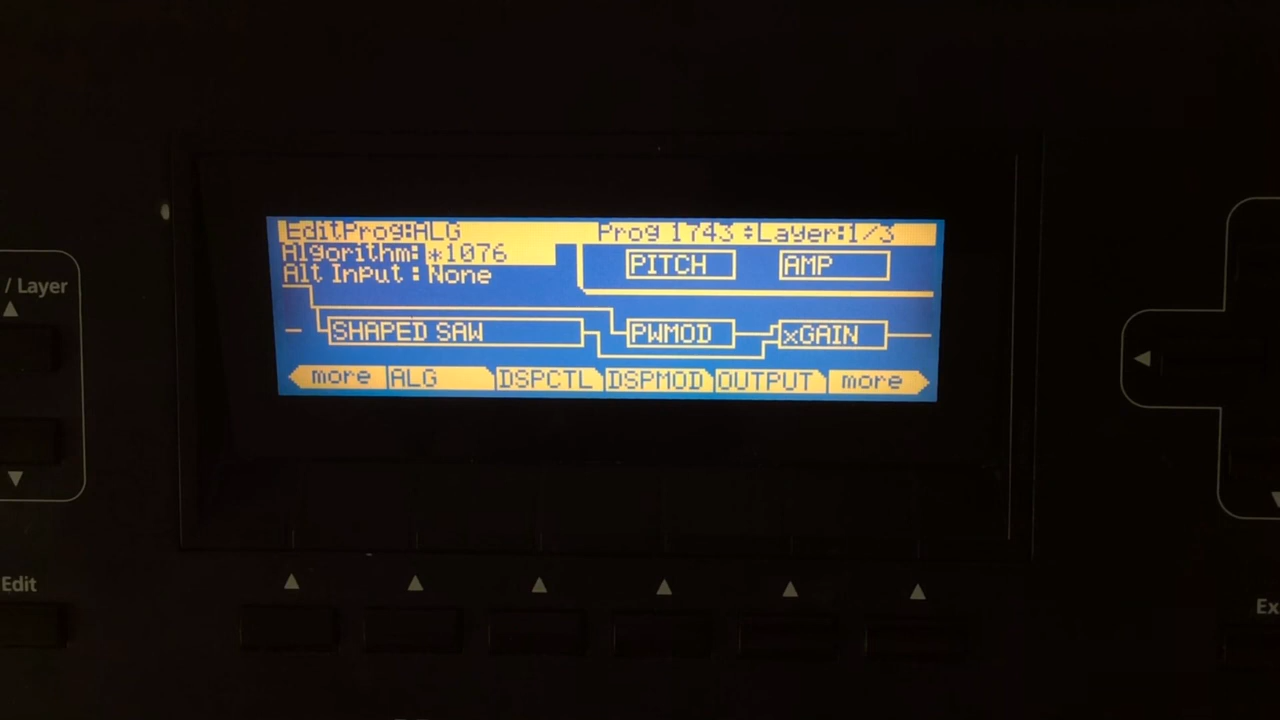 EditProg:ALG Prog 1743 Layer:1/3
Algorithm:*1076
PITCH AMP
Alt Input:None
/ Layer
SHAPED SAW PWMOD xGAIN
more ALG DSPCTL DSPMOD OUTPUT more
Edit
Ex